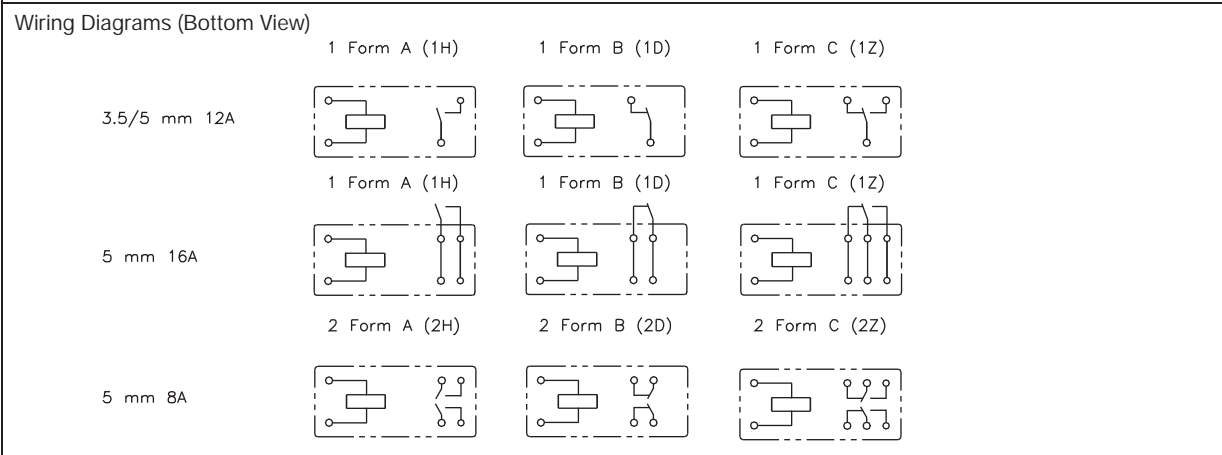 Wiring Diagrams (Bottom View)
1 Form A (1H) 1 Form B (1D) 1 Form C (1Z)
3.5/5 mm 12A
1 Form A (1H) 1 Form B (1D) 1 Form C (1Z)
5 mm 16A
2 Form A (2H) 2 Form B (2D) 2 Form C (2Z)
5 mm 8A